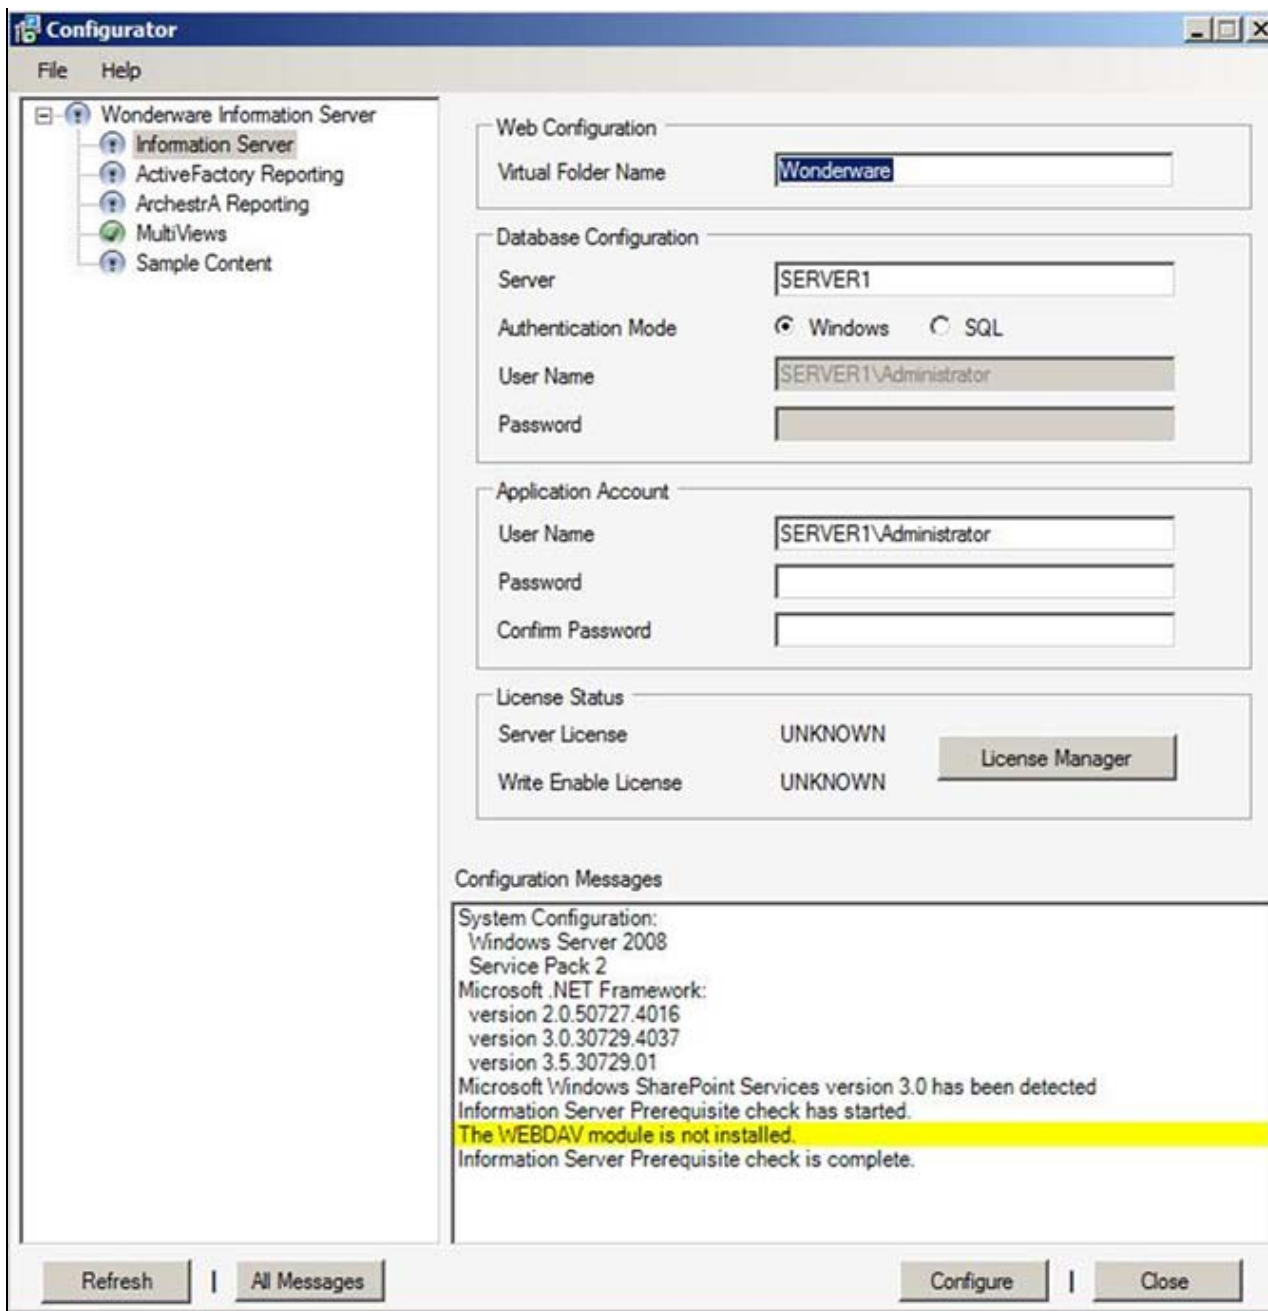 Configurator
File Help
Wonderware Information Server
Information Server
ActiveFactory Reporting
ArchestrA Reporting
MultiViews
Sample Content
Web Configuration
Virtual Folder Name Wonderware
Database Configuration
Server SERVER1
Authentication Mode Windows SQL
User Name SERVER1\Administrator
Password
Application Account
User Name SERVER1\Administrator
Password
Confirm Password
License Status
Server License UNKNOWN
License Manager
Write Enable License UNKNOWN
Configuration Messages
System Configuration:
Windows Server 2008
Service Pack 2
Microsoft .NET Framework:
version 2.0.50727.4016
version 3.0.30729.4037
version 3.5.30729.01
Microsoft Windows SharePoint Services version 3.0 has been detected
Information Server Prerequisite check has started.
The WEBDAV module is not installed.
Information Server Prerequisite check is complete.
Refresh | All Messages Configure | Close